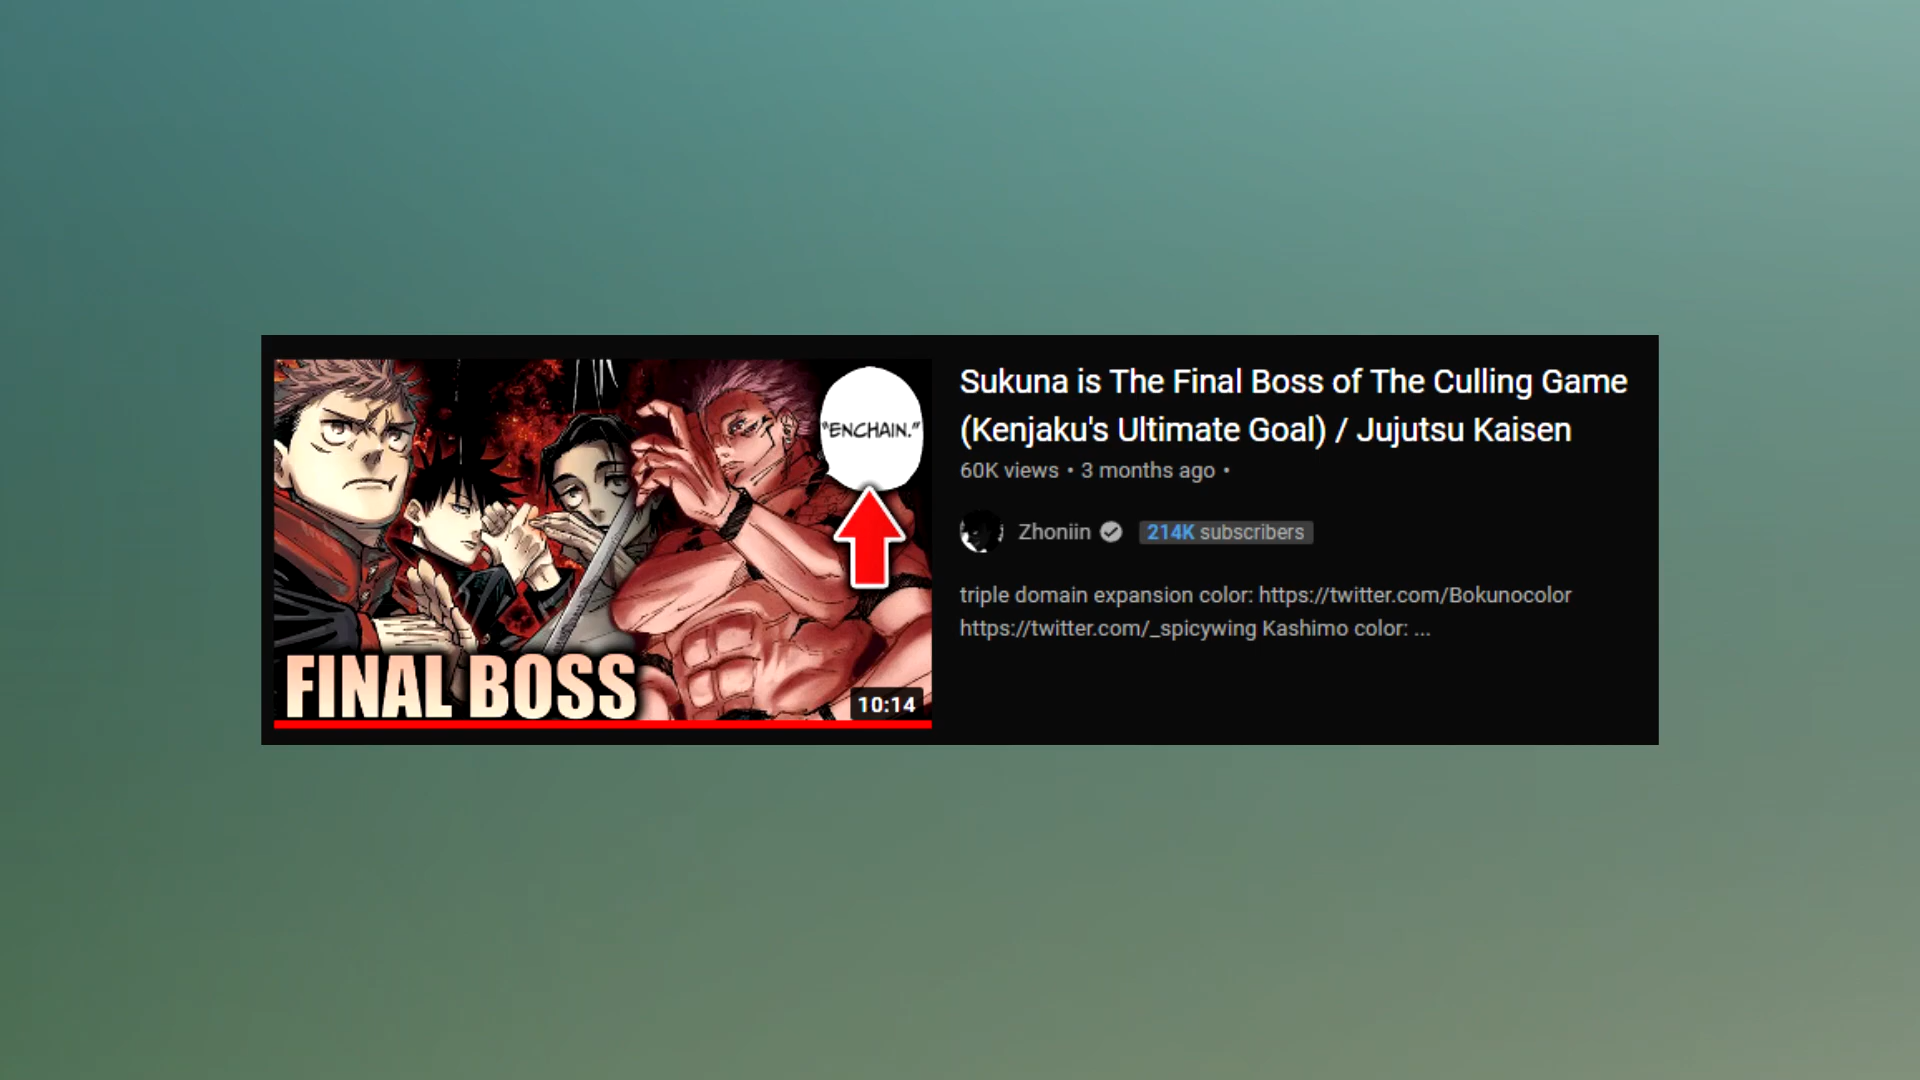 "ENCHAIN."
FINAL BOSS
10:14
Sukuna is The Final Boss of The Culling Game
(Kenjaku's Ultimate Goal) / Jujutsu Kaisen
60K views • 3 months ago •
Zhoniin 214K subscribers
triple domain expansion color: https://twitter.com/Bokunocolor
https://twitter.com/_spicywing Kashimo color: ...